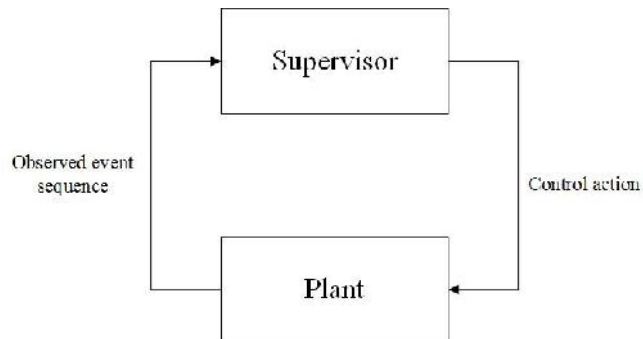 Supervisor
Observed event
sequence
Control action
Plant